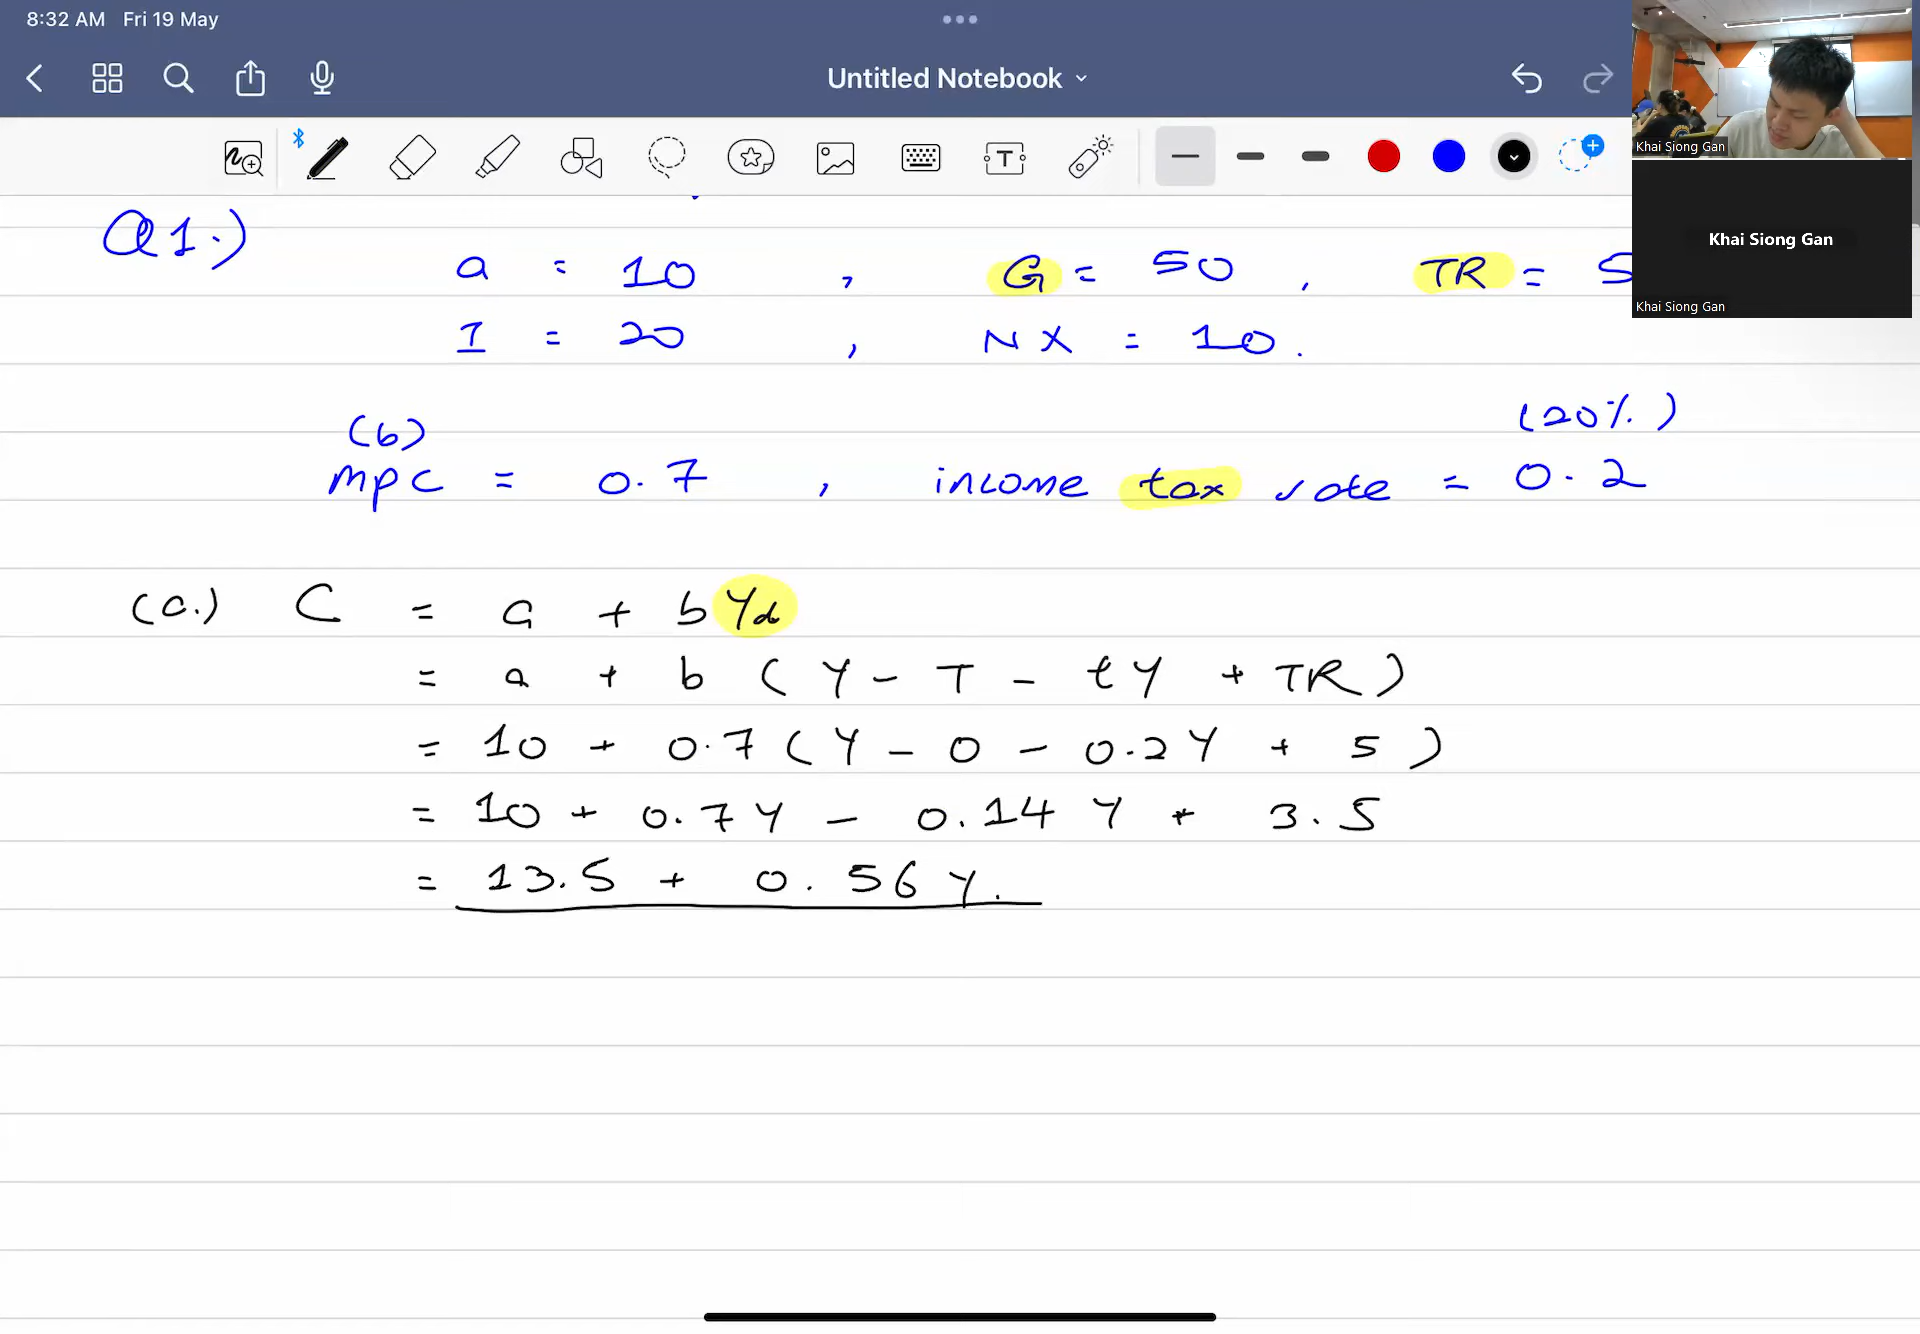 8:32 AM Fri 19 May
Untitled Notebook
Khai Siong Gan
Khai Siong Gan
Khai Siong Gan
Q1.)
a = 10 , G = 50 , TR = 5
I = 20 , NX = 10.
(b) (20%)
mpc = 0.7 , income tax rate = 0.2
(a.) C = a + bYd
= a + b (Y - T - tY + TR)
= 10 + 0.7 (Y - 0 - 0.2Y + 5)
= 10 + 0.7Y - 0.14Y + 3.5
= 13.5 + 0.56Y.